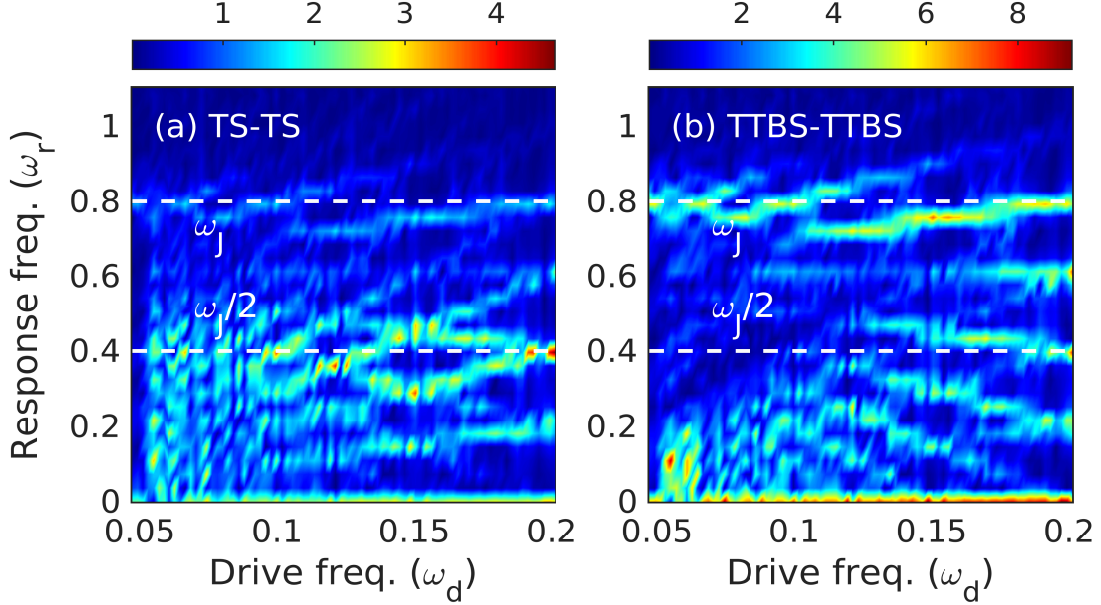 1 2 3 4
2 4 6 8
Response freq. (ω_r)
(a) TS-TS
(b) TTBS-TTBS
1
0.8
0.6
0.4
0.2
0
ω_J
ω_J/2
1
0.8
0.6
0.4
0.2
0
ω_J
ω_J/2
0.05 0.1 0.15 0.2
0.05 0.1 0.15 0.2
Drive freq. (ω_d)
Drive freq. (ω_d)